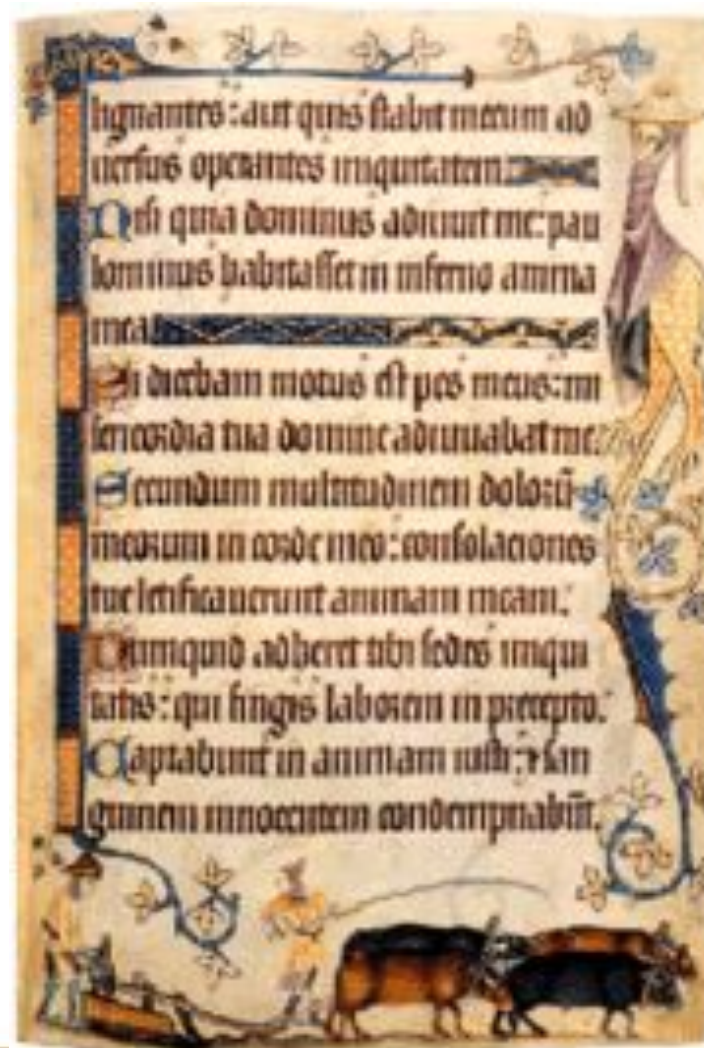 lignantes: aut quis stabit mecum ad
uersus operantes iniquitatem.
Nisi quia dominus adiuuit me: pau
lominus habitasset in inferno anima
mea.
Si dicebam motus est pes meus: mi
sericordia tua domine adiuuabat me.
Secundum multitudinem dolorū
meorum in corde meo: consolaciones
tue letificauerunt animam meam.
Numquid adheret tibi sedes iniqui
tatis: qui fingis laborem in precepto.
Captabunt in animam iusti: & san
guinem innocentem condempnabūt.